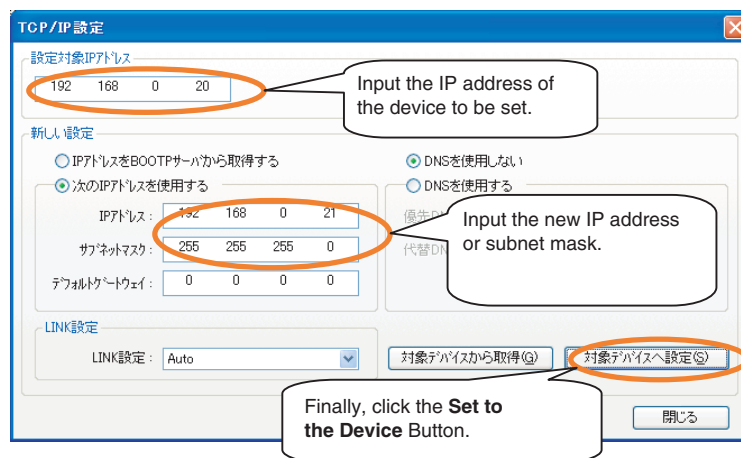 TCP/IP設定
設定対象IPアドレス
192 168 0 20
Input the IP address of
the device to be set.
新しい設定
IPアドレスをBOOTPサーバから取得する
DNSを使用しない
次のIPアドレスを使用する
DNSを使用する
IPアドレス： 192 168 0 21
優先DN
サブネットマスク： 255 255 255 0
代替DN
Input the new IP address
or subnet mask.
デフォルトゲートウェイ： 0 0 0 0
LINK設定
LINK設定： Auto
対象デバイスから取得(G)
対象デバイスへ設定(S)
Finally, click the Set to
the Device Button.
閉じる